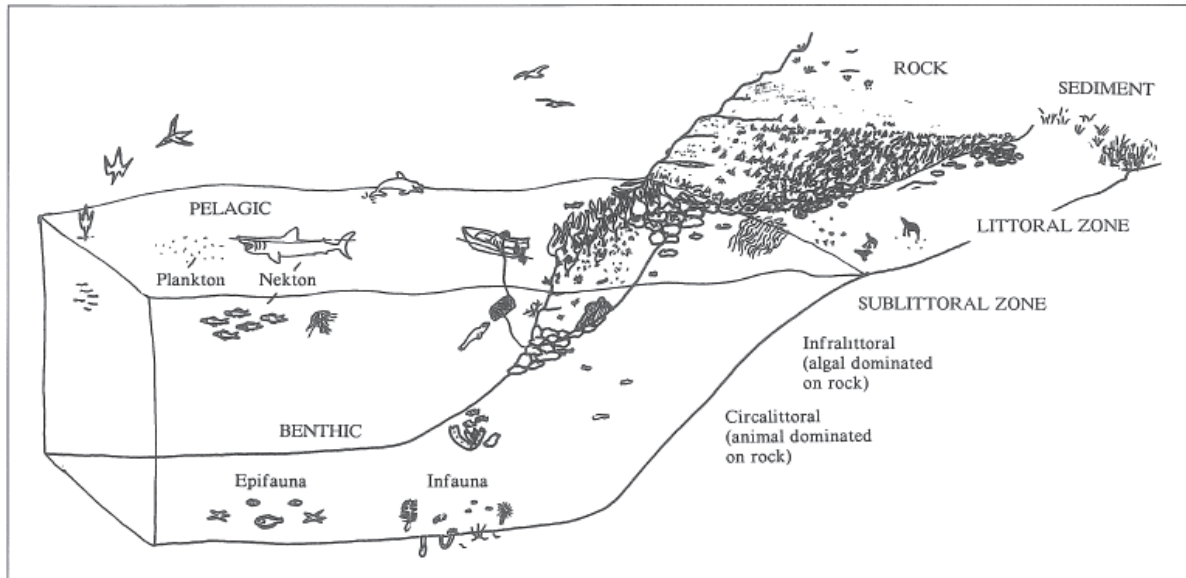 ROCK
SEDIMENT
PELAGIC
LITTORAL ZONE
Plankton
Nekton
SUBLITTORAL ZONE
Infralittoral
(algal dominated
on rock)
Circalittoral
(animal dominated
on rock)
BENTHIC
Epifauna
Infauna